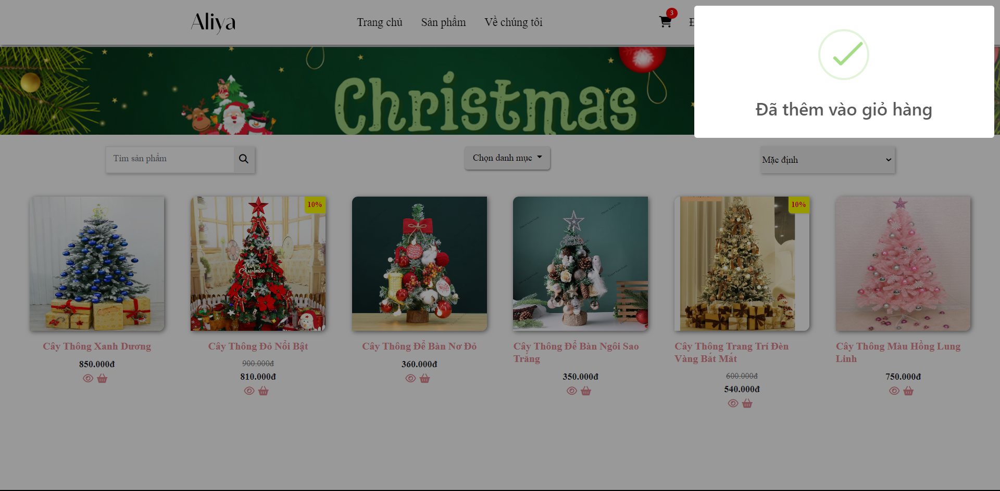 Aliya
Trang chủ
Sản phẩm
Về chúng tôi
3
Đã thêm vào giỏ hàng
Christmas
Tìm sản phẩm
Chọn danh mục
Mặc định
10%
Merry Christmas
10%
MERRY CHRISTMAS
Cây Thông Xanh Dương
850.000đ
Cây Thông Đỏ Nổi Bật
900.000đ
810.000đ
Cây Thông Để Bàn Nơ Đỏ
360.000đ
Cây Thông Để Bàn Ngôi Sao
Trắng
350.000đ
Cây Thông Trang Trí Đèn
Vàng Bắt Mắt
600.000đ
540.000đ
Cây Thông Màu Hồng Lung
Linh
750.000đ